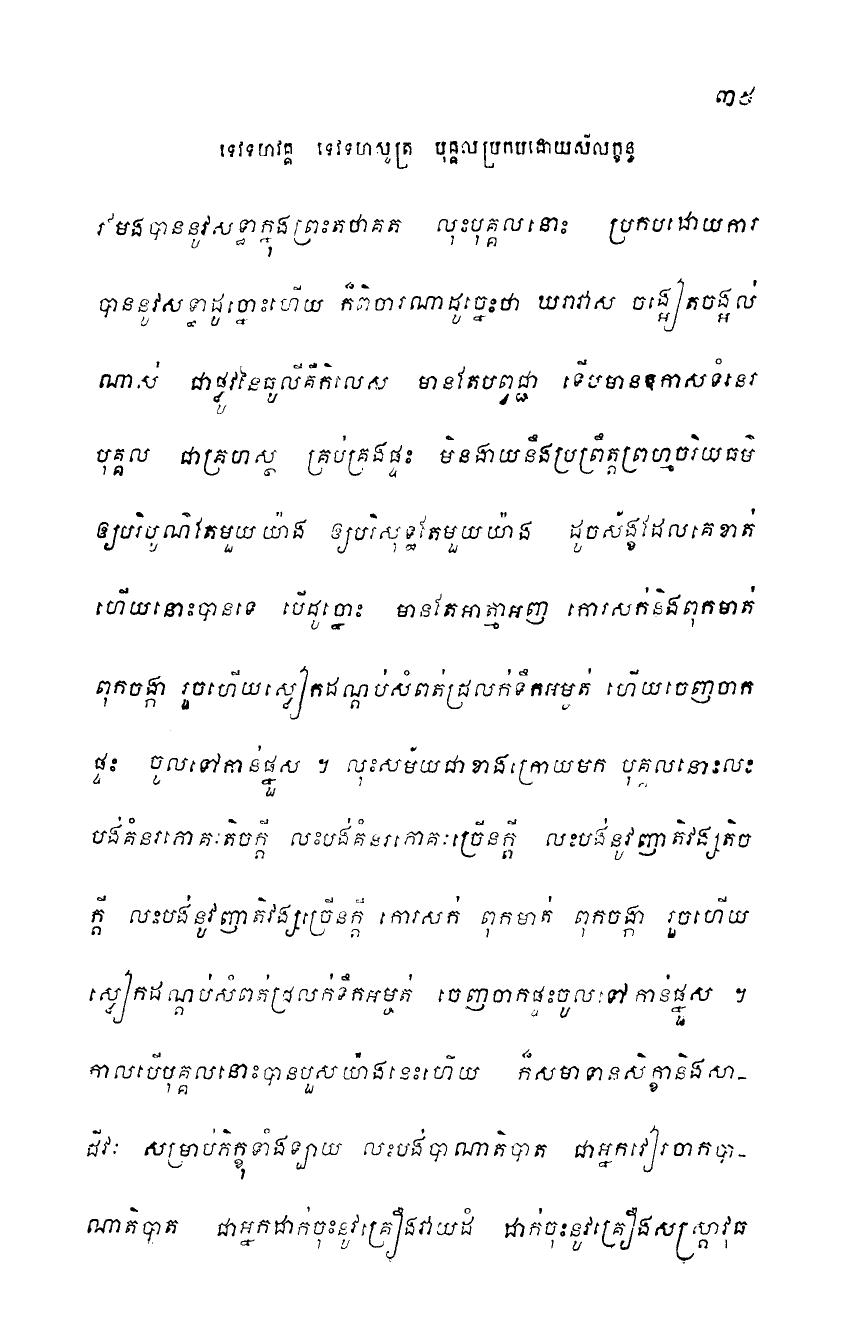 ៣៩
ទេវទហវគ្គ ទេវទហសូត្រ បុគ្គលប្រកបដោយសីលក្ខន្ធ
រមែងបាននូវសទ្ធាក្នុងព្រះតថាគត លុះបុគ្គលនោះ ប្រកបដោយការ
បាននូវសទ្ធាដូច្នោះហើយ ក៏ពិចារណាដូច្នេះថា ឃរាវាស ចង្អៀតចង្អល់
ណាស់ ជាផ្លូវនៃធូលីគឺកិលេស មានតែបព្វជ្ជា ទើបមានឱកាសទំនេរ
បុគ្គល ជាគ្រហស្ថ គ្រប់គ្រងផ្ទះ មិនងាយនឹងប្រព្រឹត្តព្រហ្មចរិយធម៌
ឲ្យបរិបូណ៌តែមួយយ៉ាង ឲ្យបរិសុទ្ធតែមួយយ៉ាង ដូចស័ង្ខដែលគេខាត់
ហើយនោះបានទេ បើដូច្នោះ មានតែអាត្មាអញ កោរសក់និងពុកមាត់
ពុកចង្កា រួចហើយស្លៀកដណ្តប់សំពត់ជ្រលក់ទឹកអម្ចត់ ហើយចេញចាក
ផ្ទះ ចូលទៅកាន់ផ្នួស ។ លុះសម័យជាខាងក្រោយមក បុគ្គលនោះលះ
បង់គំនរភោគៈតិចក្តី លះបង់គំនរភោគៈច្រើនក្តី លះបង់នូវញាតិវង្សតិច
ក្តី លះបង់នូវញាតិវង្សច្រើនក្តី កោរសក់ ពុកមាត់ ពុកចង្កា រួចហើយ
ស្លៀកដណ្តប់សំពត់ជ្រលក់ទឹកអម្ចត់ ចេញចាកផ្ទះចូលទៅកាន់ផ្នួស ។
កាលបើបុគ្គលនោះបានបួសយ៉ាងនេះហើយ ក៏សមាទានសិក្ខានិងសា-
ជីវៈ សម្រាប់ភិក្ខុទាំងឡាយ លះបង់បាណាតិបាត ជាអ្នកវៀរចាកបា-
ណាតិបាត ជាអ្នកដាក់ចុះនូវគ្រឿងវាយដំ ដាក់ចុះនូវគ្រឿងសស្ត្រាវុធ